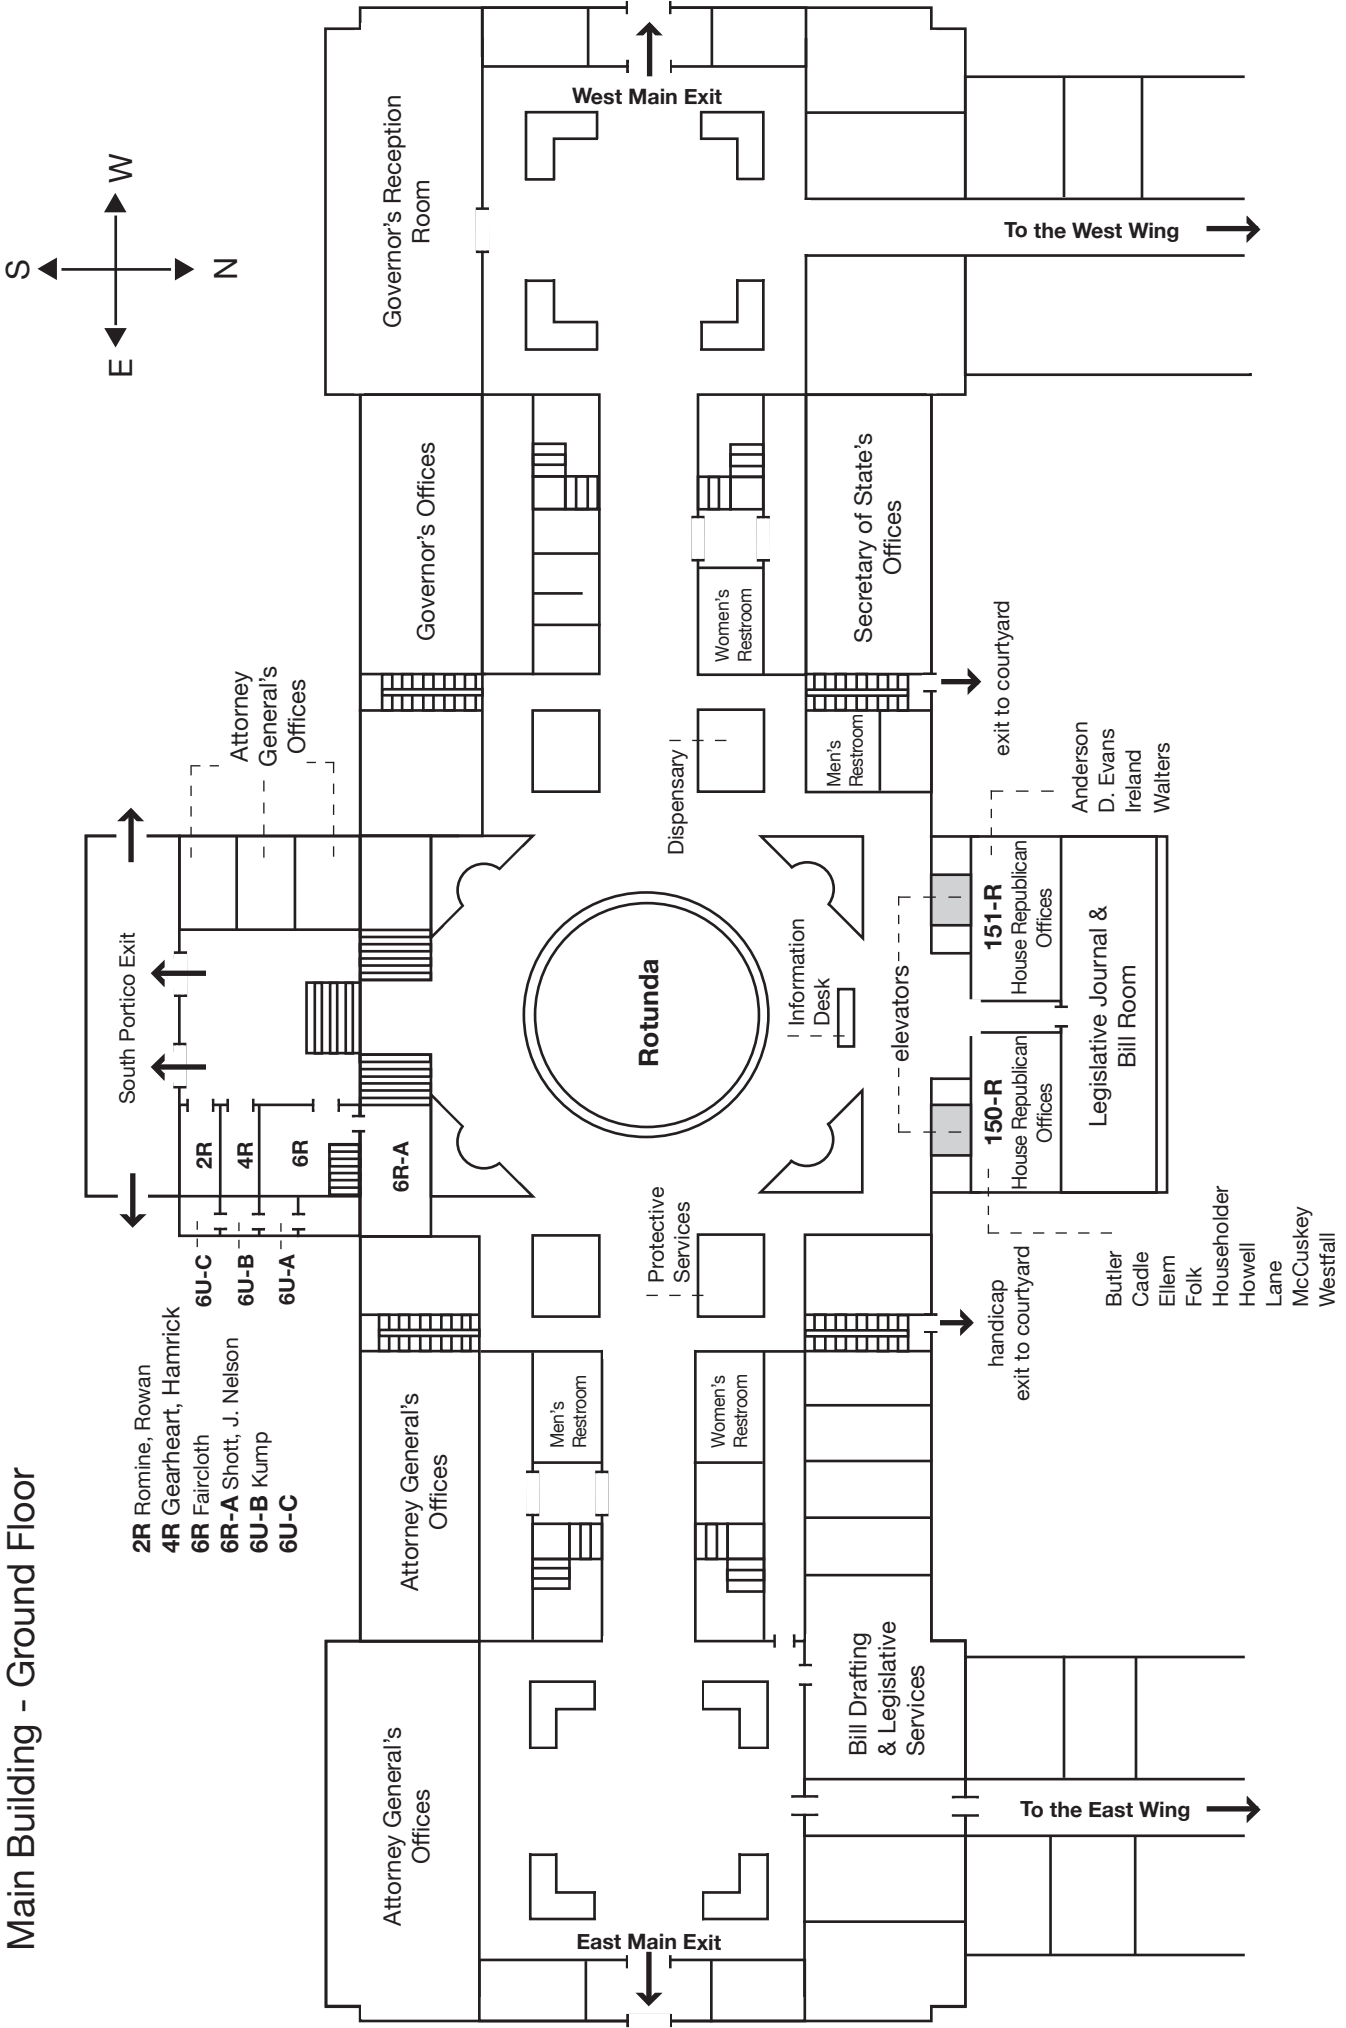 Main Building - Ground Floor
S
E
W
N
2R Romine, Rowan
4R Gearheart, Hamrick
6R Faircloth
6R-A Shott, J. Nelson
6U-B Kump
6U-C
South Portico Exit
Attorney
General's
Offices
2R
4R
6R
6R-A
6U-C
6U-B
6U-A
Attorney General's
Offices
Attorney General's
Offices
Governor's Offices
Governor's Reception
Room
East Main Exit
Men's
Restroom
Women's
Restroom
Protective
Services
Rotunda
Dispensary
Women's
Restroom
West Main Exit
Information
Desk
elevators
Bill Drafting
& Legislative
Services
Men's
Restroom
Secretary of State's
Offices
To the East Wing
handicap
exit to courtyard
150-R
House Republican
Offices
151-R
House Republican
Offices
exit to courtyard
To the West Wing
Legislative Journal &
Bill Room
Butler
Cadle
Ellem
Folk
Householder
Howell
Lane
McCuskey
Westfall
Anderson
D. Evans
Ireland
Walters